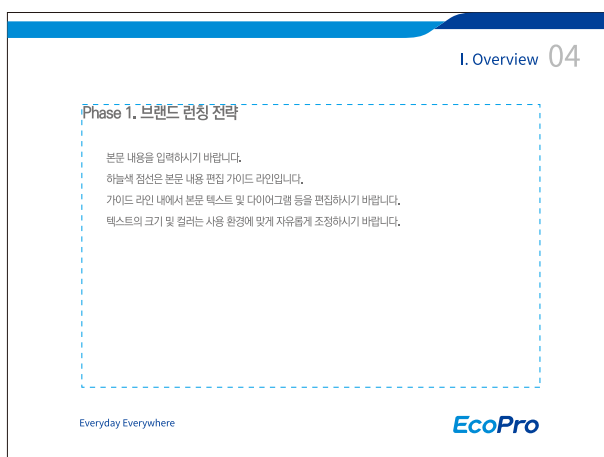 I. Overview 04
Phase 1. 브랜드 런칭 전략
본문 내용을 입력하시기 바랍니다.
하늘색 점선은 본문 내용 편집 가이드 라인입니다.
가이드 라인 내에서 본문 텍스트 및 다이어그램 등을 편집하시기 바랍니다.
텍스트의 크기 및 컬러는 사용 환경에 맞게 자유롭게 조정하시기 바랍니다.
Everyday Everywhere
EcoPro